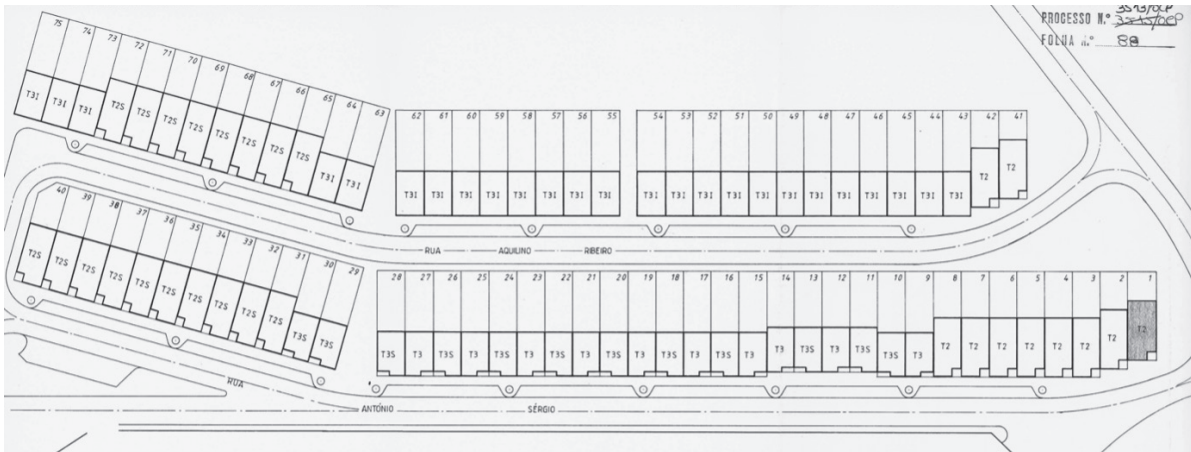 PROCESSO N.º 3513/OCP
FOLHA n.º 88
75 74 73 72 71 70 69 68 67 66 65 64 63
T3I T3I T3I T2S T2S T2S T2S T2S T2S T2S T2S T3I T3I
62 61 60 59 58 57 56 55
T3I T3I T3I T3I T3I T3I T3I T3I
54 53 52 51 50 49 48 47 46 45 44 43 42 41
T3I T3I T3I T3I T3I T3I T3I T3I T3I T3I T3I T3I T2 T2
RUA AQUILINO RIBEIRO
40 39 38 37 36 35 34 33 32 31 30 29
T2S T2S T2S T2S T2S T2S T2S T2S T2S T2S T3S T3S
28 27 26 25 24 23 22 21 20 19 18 17 16 15 14 13 12 11 10 9 8 7 6 5 4 3 2 1
T3S T3 T3S T3 T3S T3 T3S T3 T3S T3 T3S T3 T3S T3 T3 T3S T3 T3S T3S T3 T2 T2 T2 T2 T2 T2 T2 T2
RUA ANTÓNIO SÉRGIO